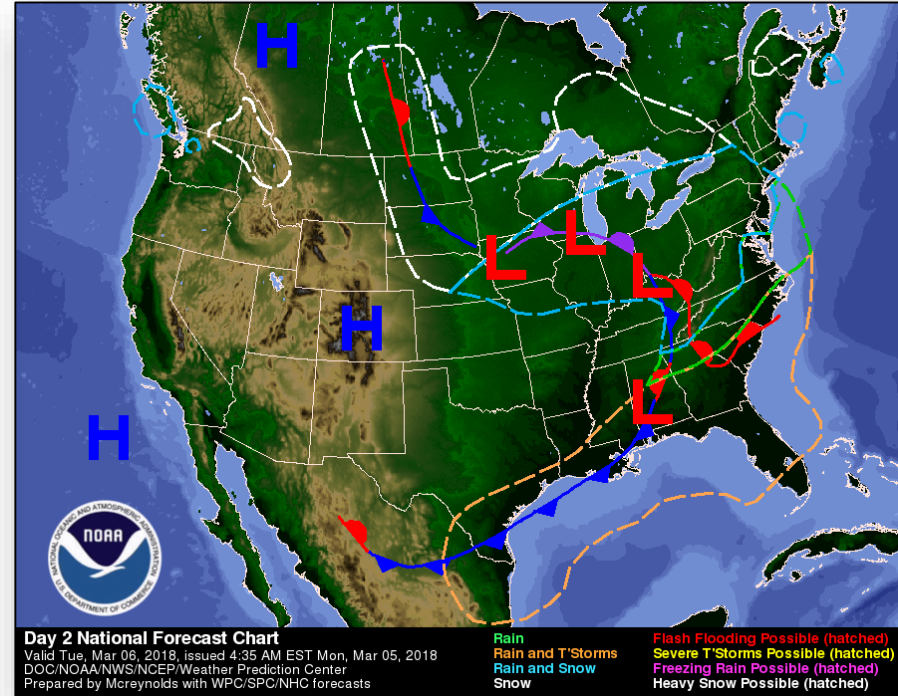 H
H
H
L
L
L
L
NATIONAL OCEANIC AND ATMOSPHERIC ADMINISTRATION
NOAA
U.S. DEPARTMENT OF COMMERCE
Day 2 National Forecast Chart
Valid Tue, Mar 06, 2018, issued 4:35 AM EST Mon, Mar 05, 2018
DOC/NOAA/NWS/NCEP/Weather Prediction Center
Prepared by Mcreynolds with WPC/SPC/NHC forecasts
Rain
Rain and T'Storms
Rain and Snow
Snow
Flash Flooding Possible (hatched)
Severe T'Storms Possible (hatched)
Freezing Rain Possible (hatched)
Heavy Snow Possible (hatched)